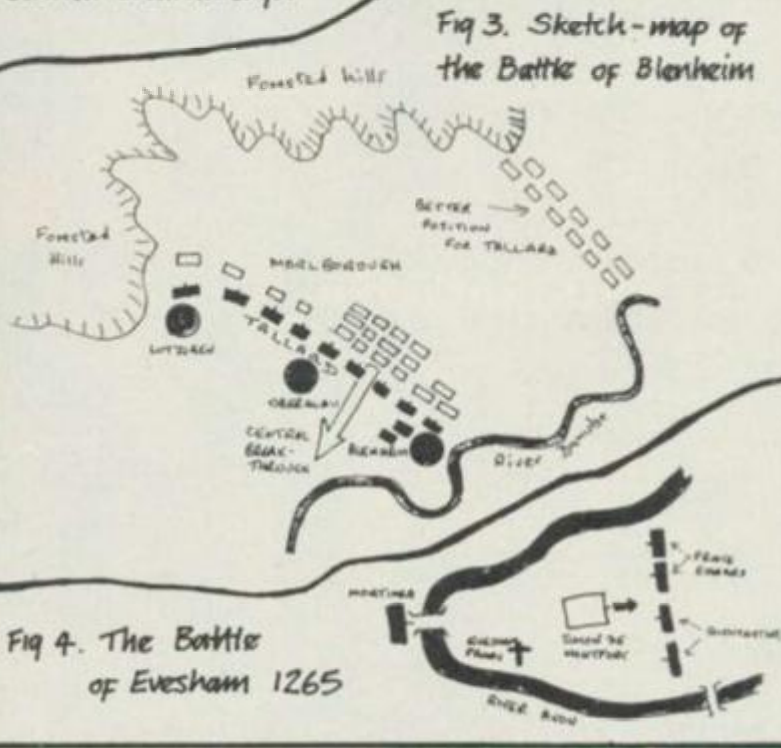 Fig 3. Sketch-map of
the Battle of Blenheim
Forested hills
Forested
Hills
BETTER
POSITION
FOR TALLARD
MARLBOROUGH
TALLARD
LUTZINGEN
OBERGLAU
CENTRAL
BREAK-
THROUGH
BLENHEIM
River Danube
Fig 4. The Battle
of Evesham 1265
MORTIMER
PRINCE
EDWARD
SIMON DE
MONTFORT
EVESHAM
RIVER AVON